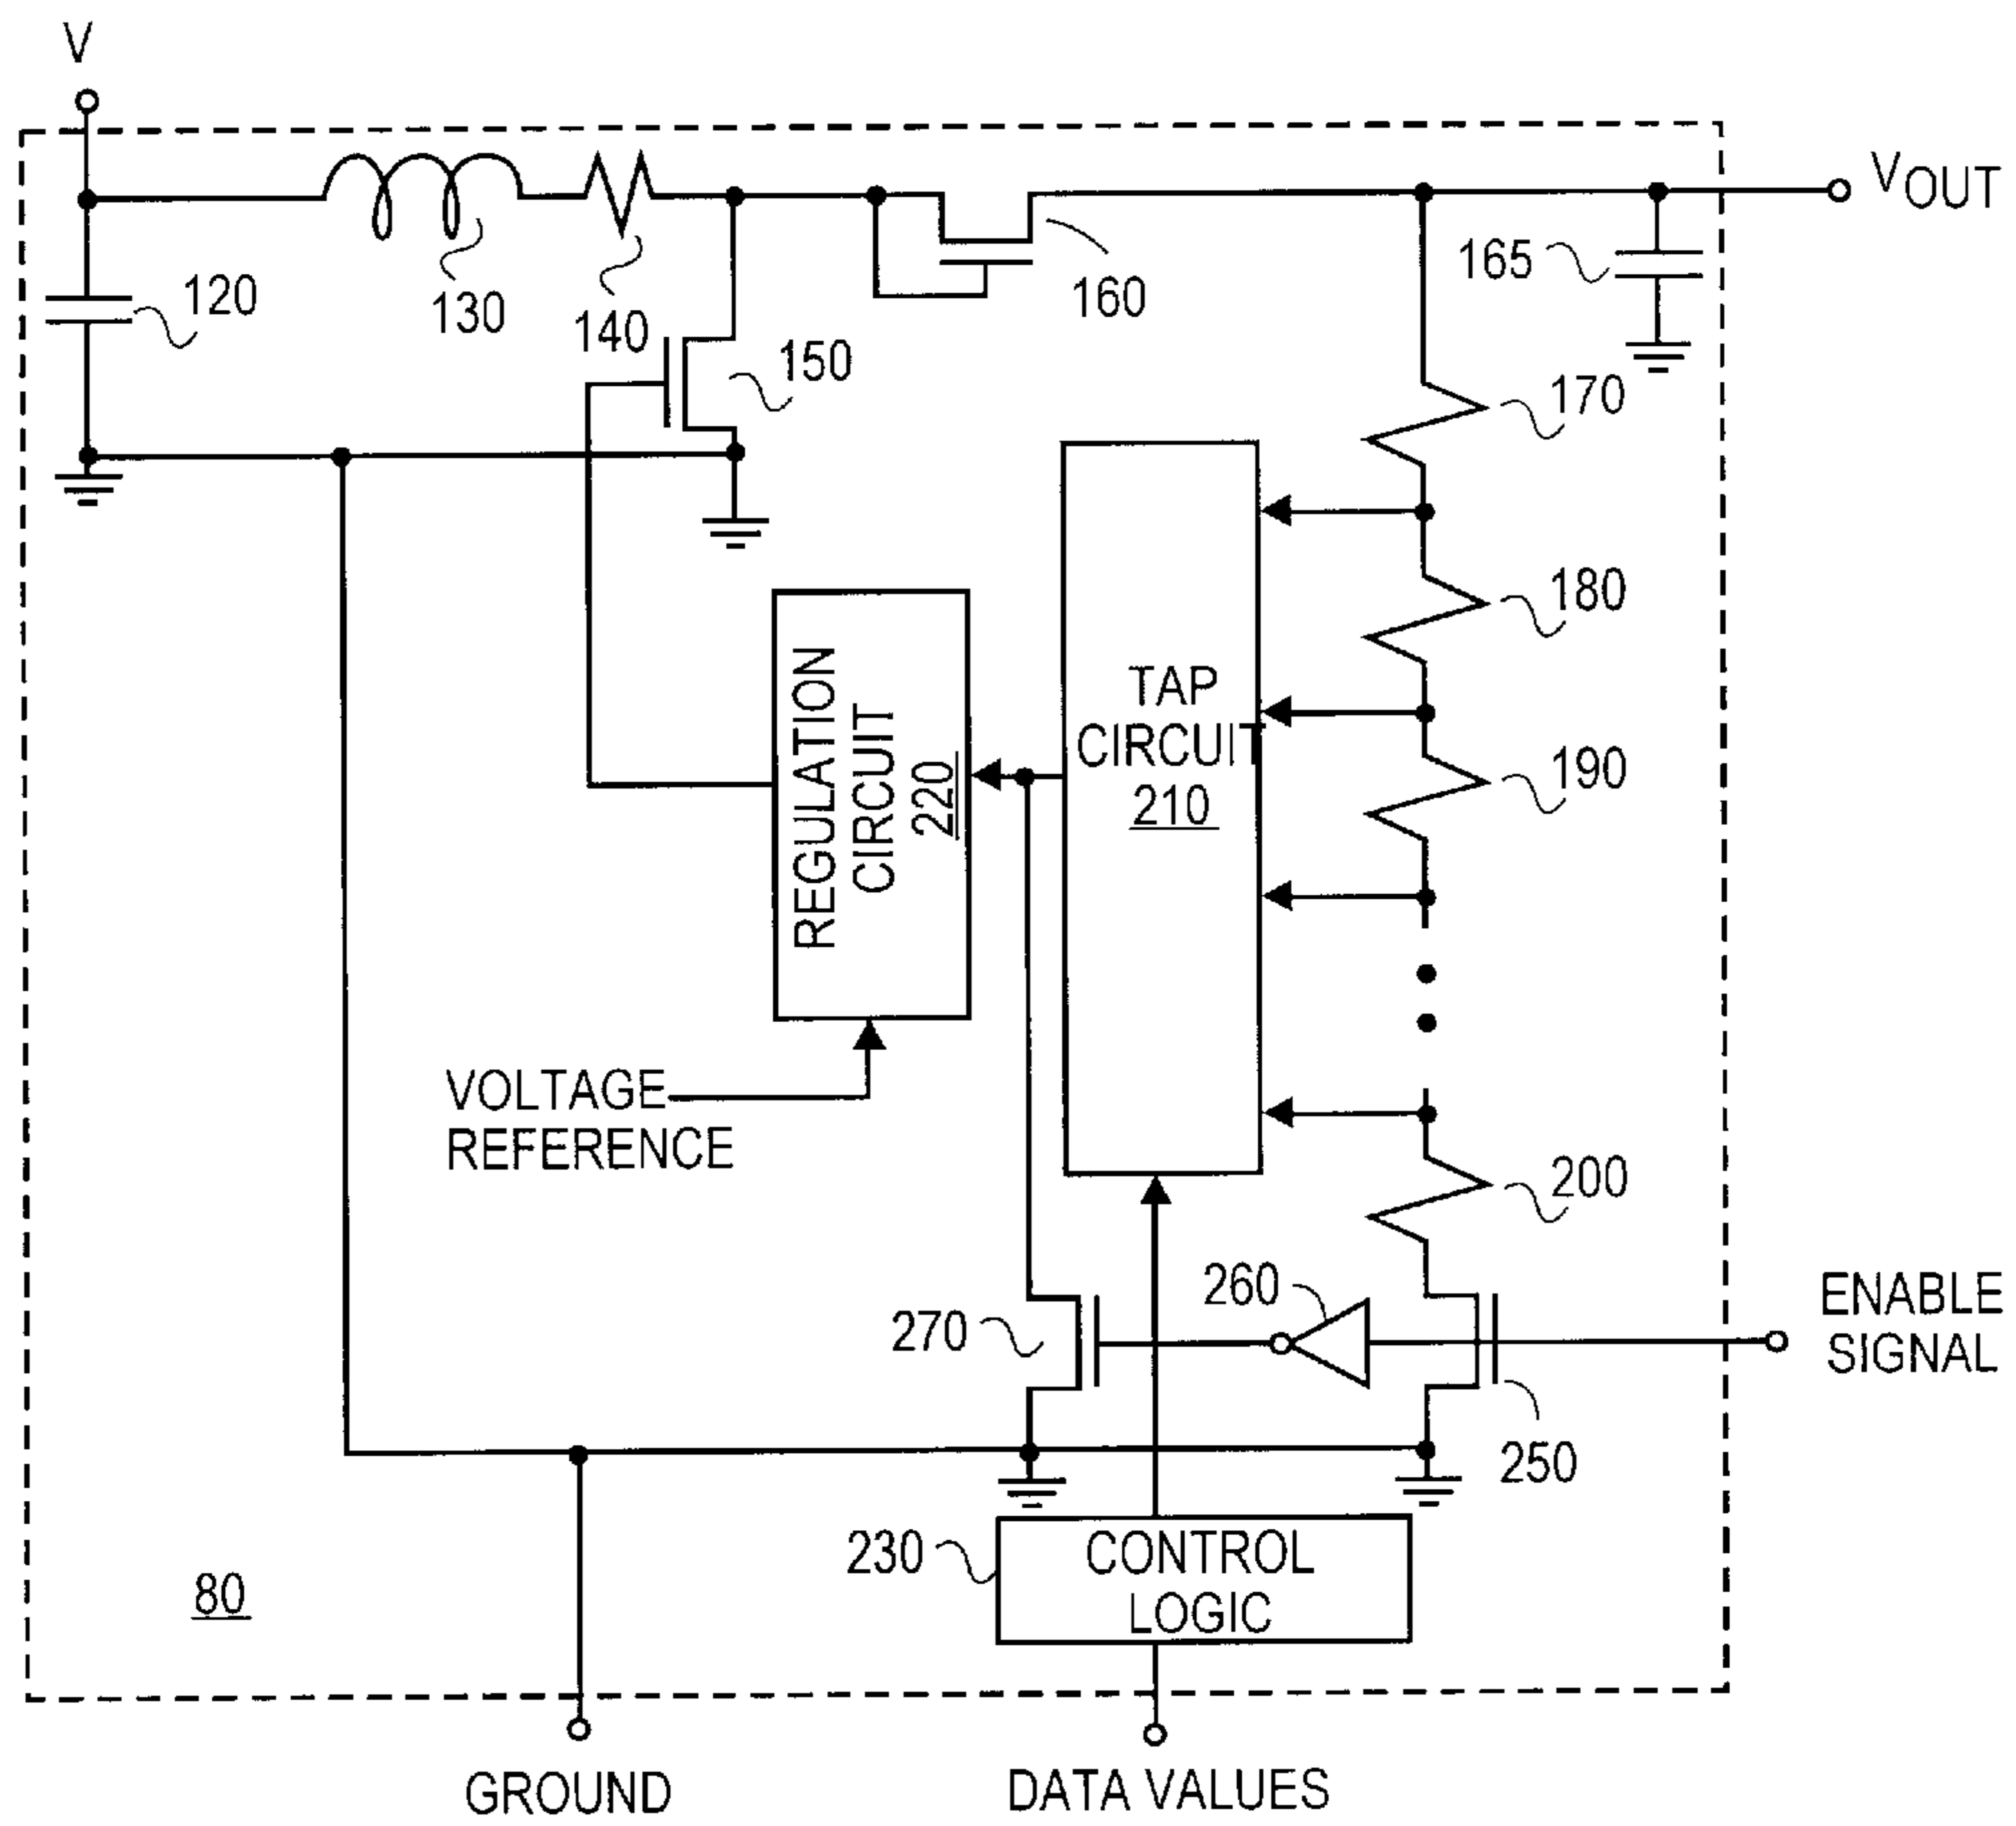 V
VOUT
120
130
140
150
160
165
170
180
190
REGULATION
CIRCUIT
220
TAP
CIRCUIT
210
VOLTAGE
REFERENCE
200
260
270
ENABLE
SIGNAL
250
230
CONTROL
LOGIC
80
GROUND
DATA VALUES